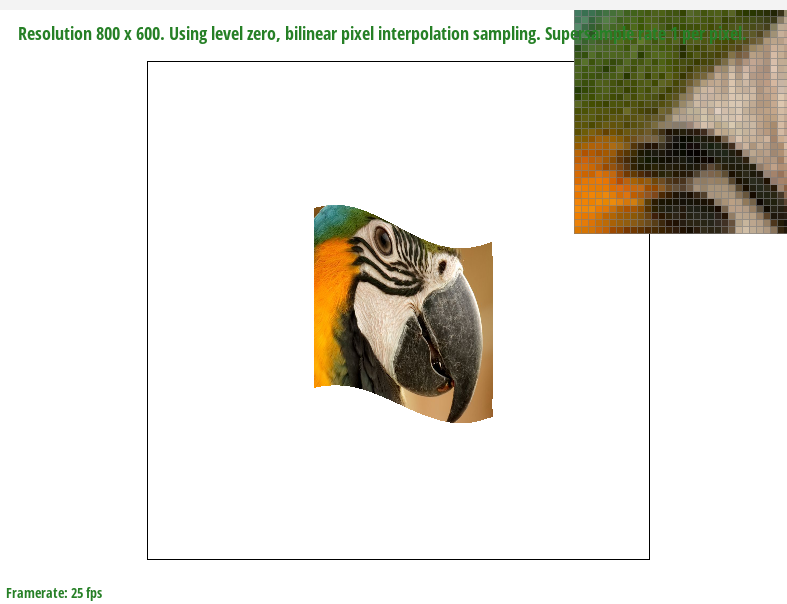 Resolution 800 x 600. Using level zero, bilinear pixel interpolation sampling. Supersample rate 1 per pixel
Framerate: 25 fps